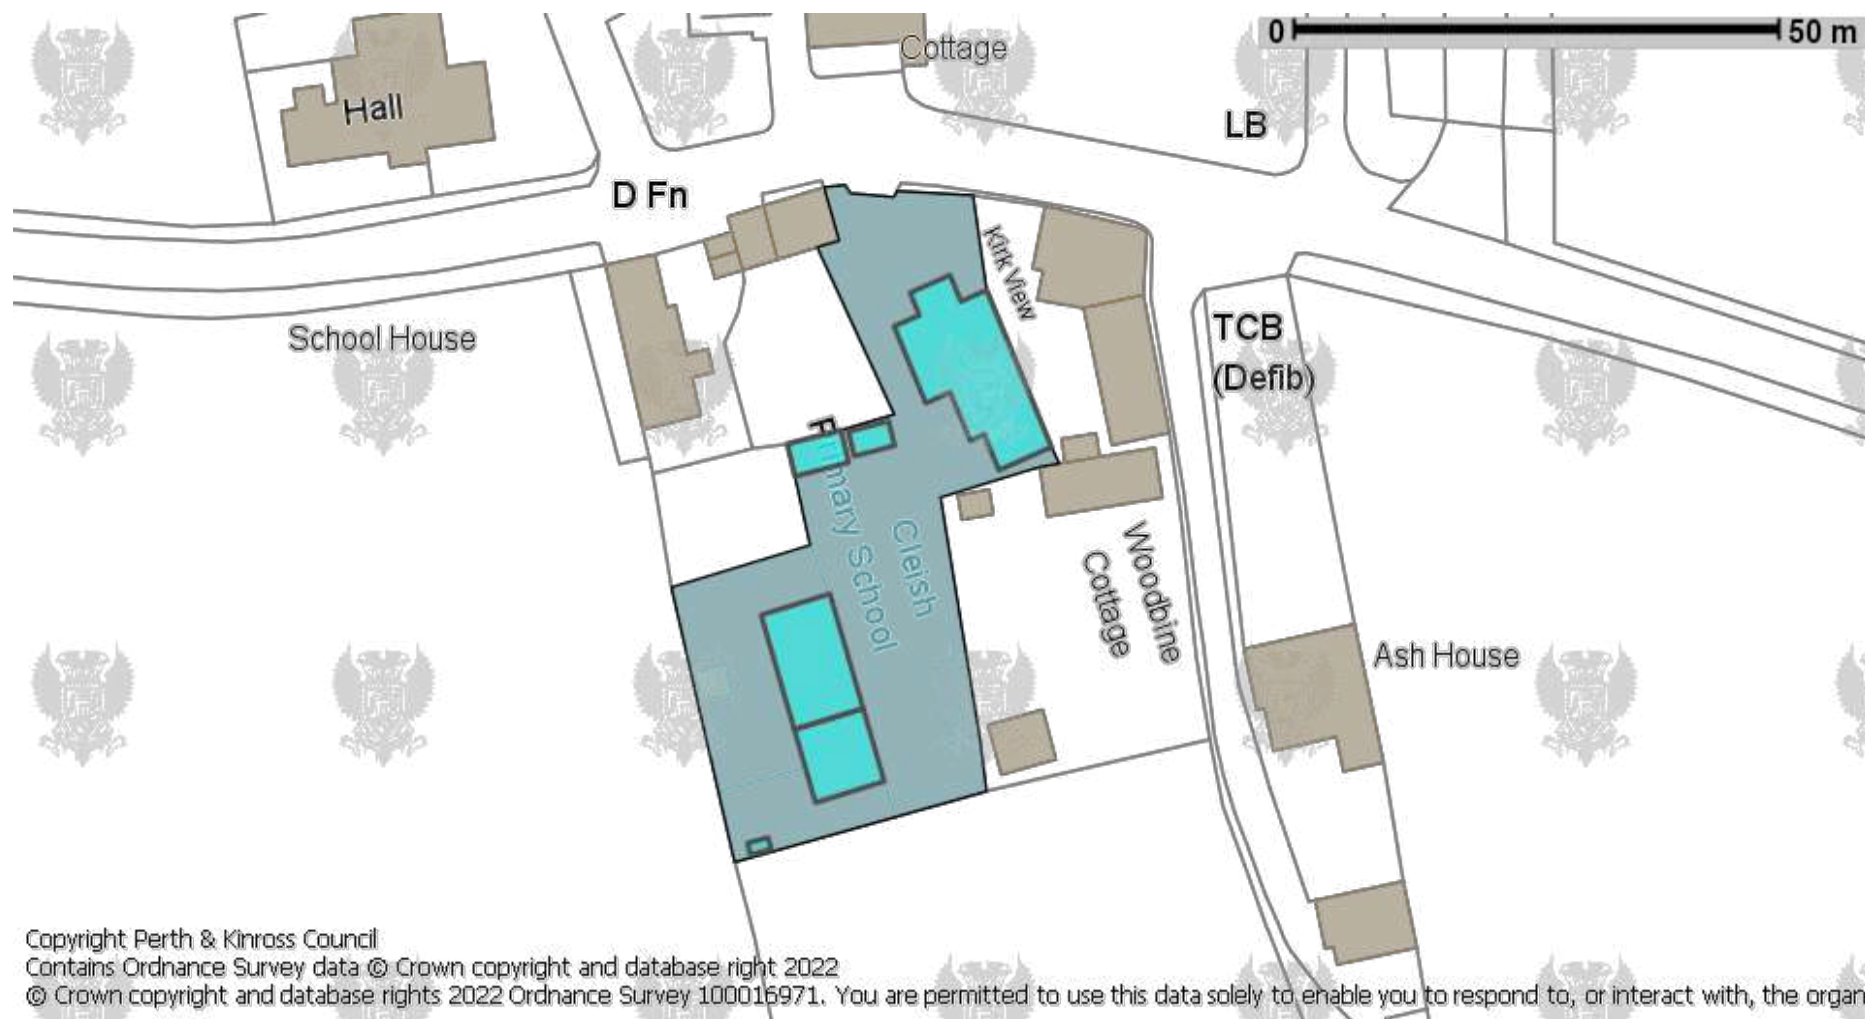 0 50 m
Cottage
Hall
LB
D Fn
Kirk View
School House
TCB
(Defib)
Primary School
Cleish
Woodbine
Cottage
Ash House
Copyright Perth & Kinross Council
Contains Ordnance Survey data © Crown copyright and database right 2022
© Crown copyright and database rights 2022 Ordnance Survey 100016971. You are permitted to use this data solely to enable you to respond to, or interact with, the organ